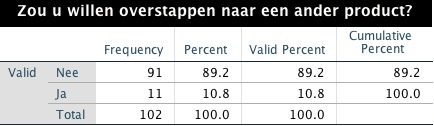 Zou u willen overstappen naar een ander product?
Frequency Percent Valid Percent Cumulative Percent
Valid Nee 91 89.2 89.2 89.2
Ja 11 10.8 10.8 100.0
Total 102 100.0 100.0